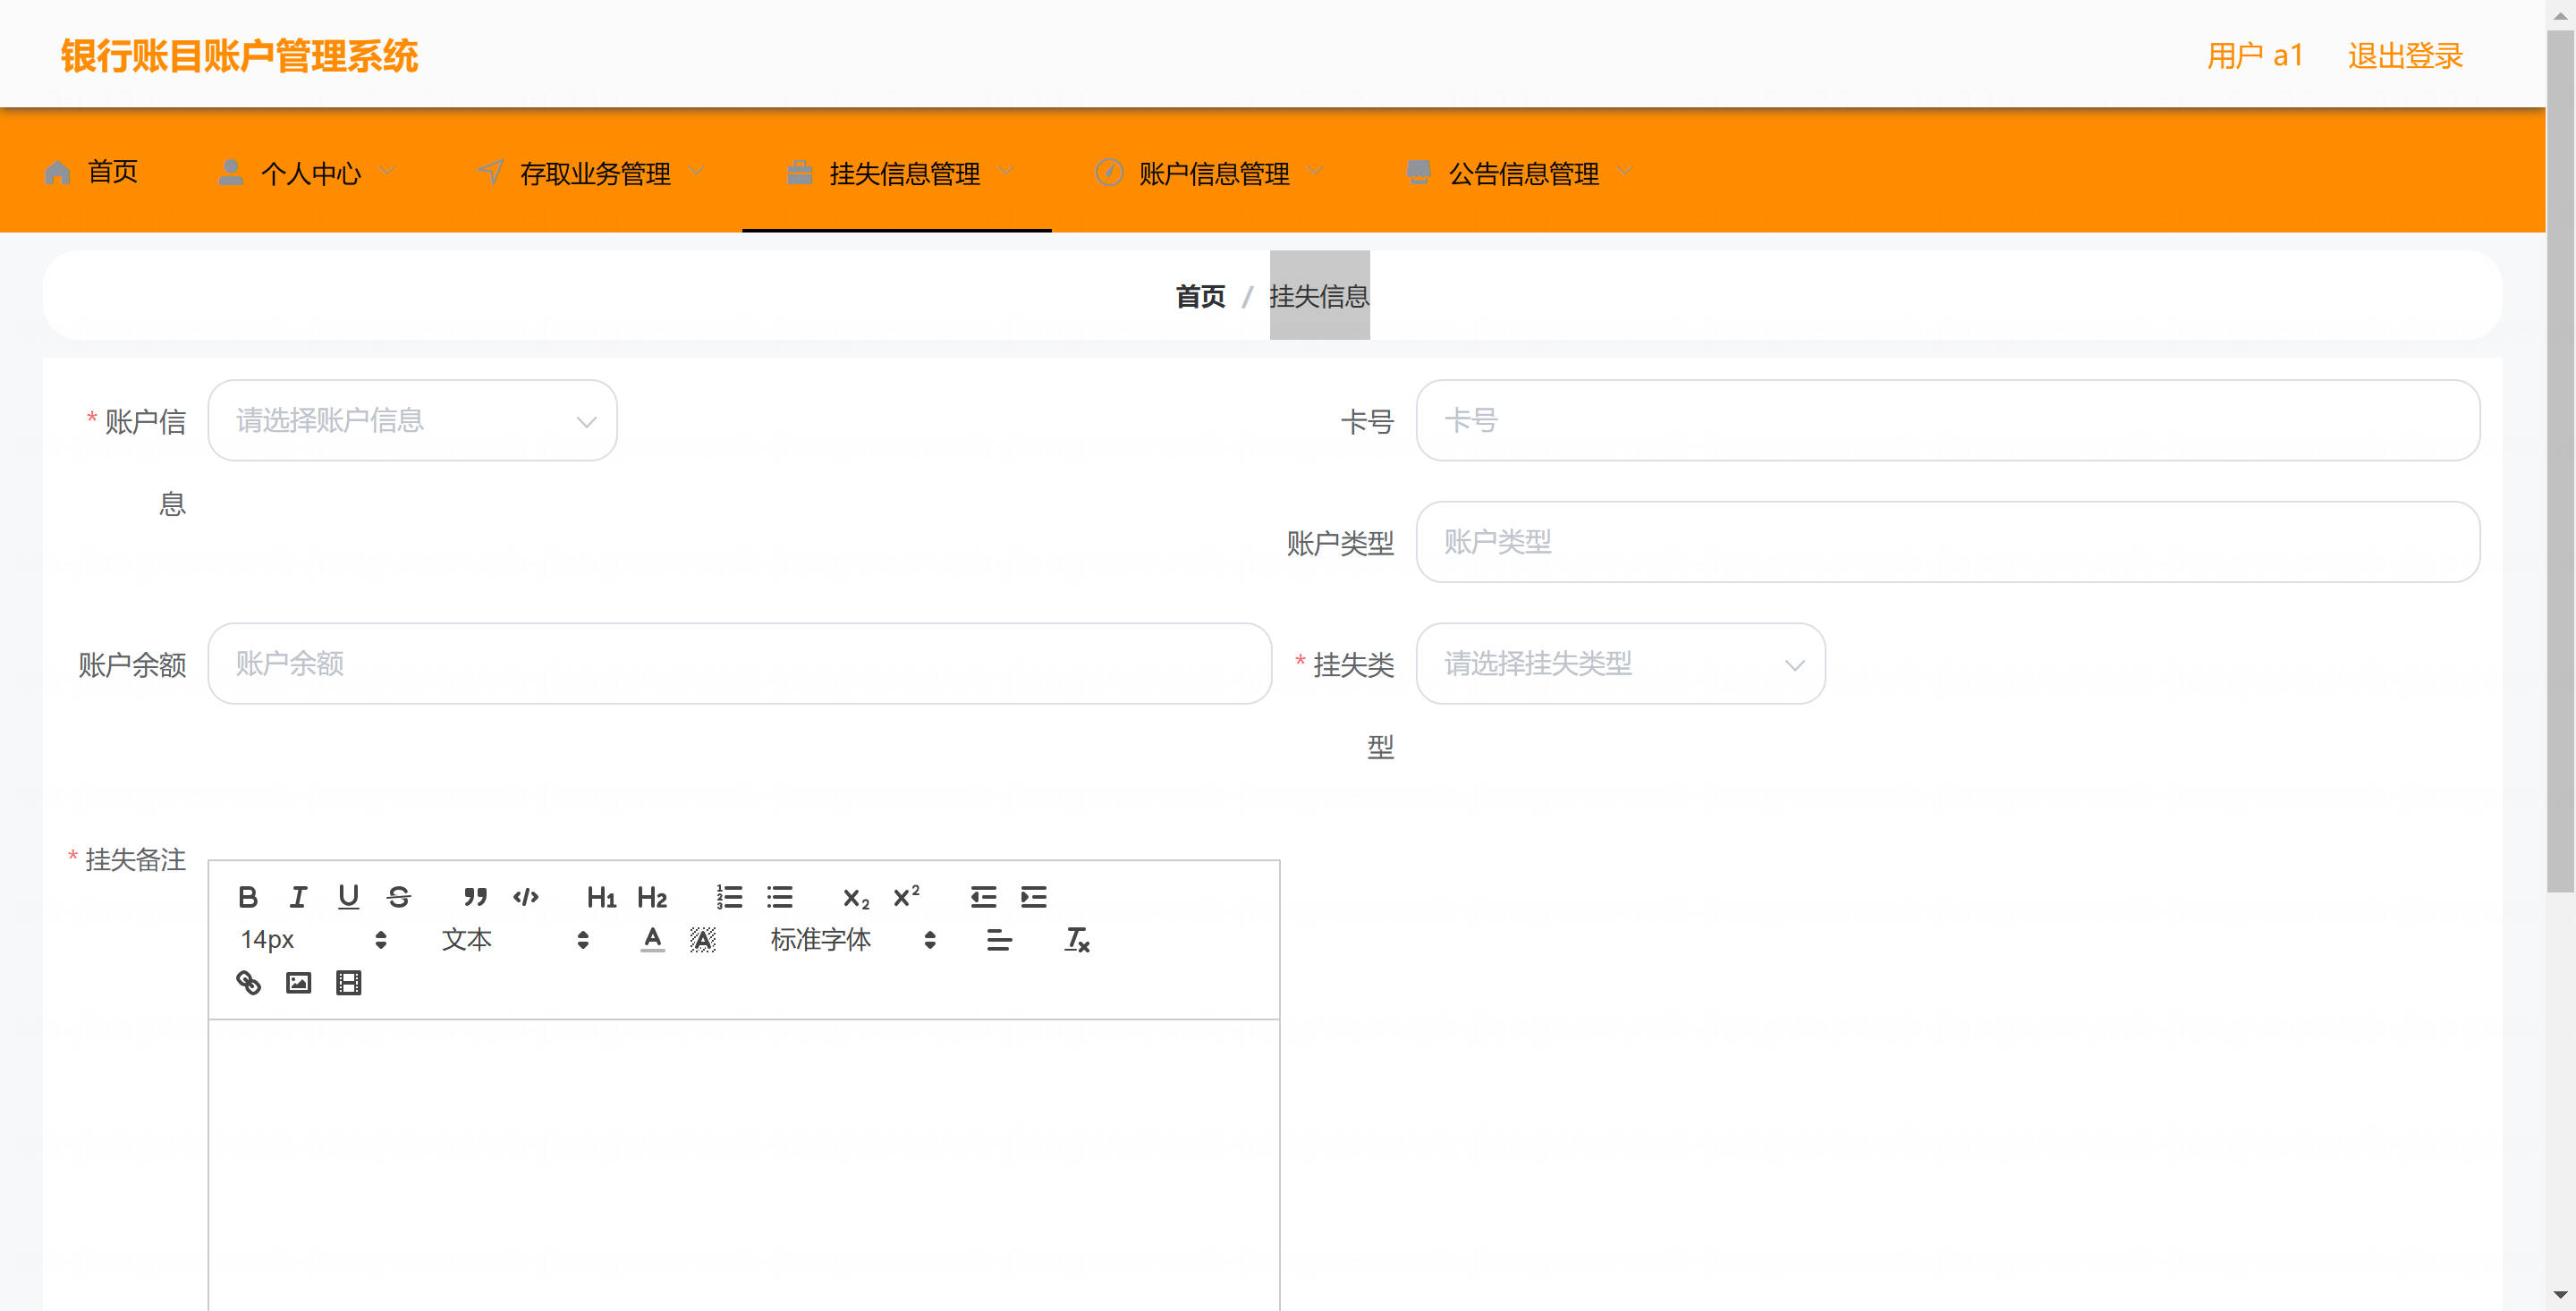 银行账目账户管理系统
用户 a1 退出登录
首页 个人中心 存取业务管理 挂失信息管理 账户信息管理 公告信息管理
首页 / 挂失信息
* 账户信息 请选择账户信息
卡号 卡号
账户类型 账户类型
账户余额 账户余额
* 挂失类型 请选择挂失类型
* 挂失备注
B I U S H1 H2 x2 x2
14px 文本 A A 标准字体 Tx